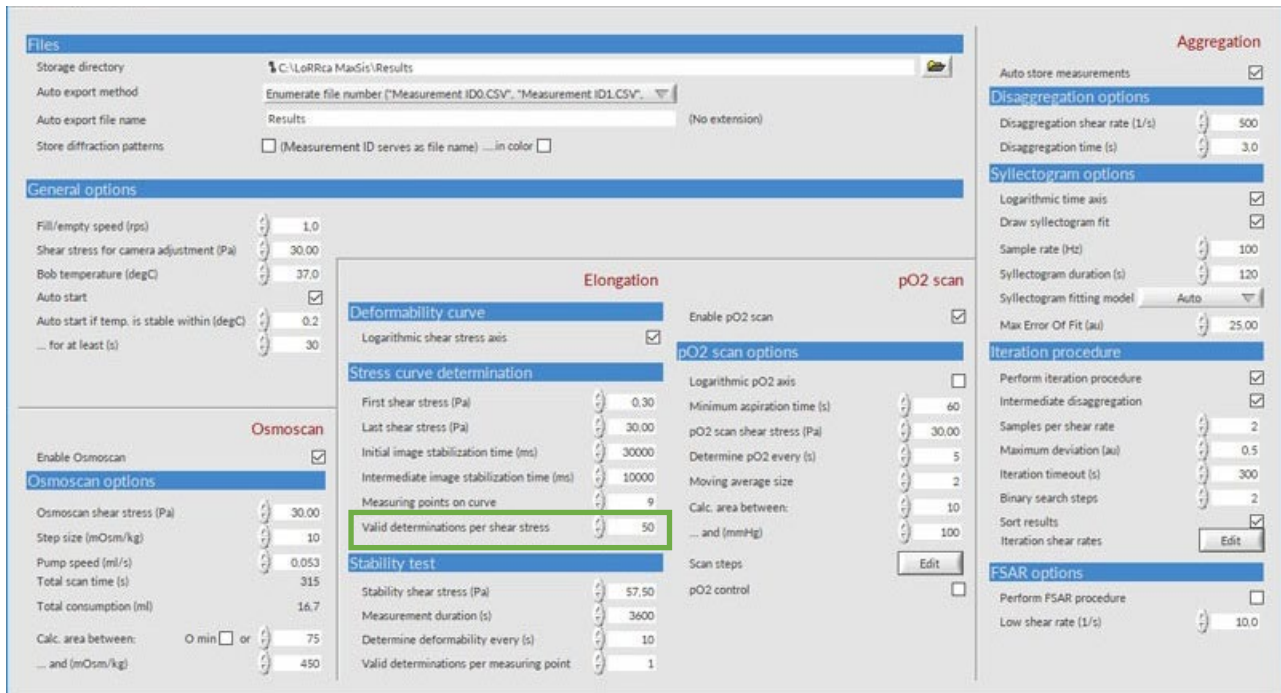 Files
Storage directory C:\LoRRca MaxSis\Results
Auto export method Enumerate file number ("Measurement ID0.CSV", "Measurement ID1.CSV",
Auto export file name Results (No extension)
Store diffraction patterns (Measurement ID serves as file name) ....in color
General options
Fill/empty speed (rps) 1,0
Shear stress for camera adjustment (Pa) 30,00
Bob temperature (degC) 37,0
Auto start
Auto start if temp. is stable within (degC) 0,2
... for at least (s) 30
Osmoscan
Enable Osmoscan
Osmoscan options
Osmoscan shear stress (Pa) 30,00
Step size (mOsm/kg) 10
Pump speed (ml/s) 0,053
Total scan time (s) 315
Total consumption (ml) 16,7
Calc. area between: O min or 75
... and (mOsm/kg) 450
Elongation
Deformability curve
Logarithmic shear stress axis
Stress curve determination
First shear stress (Pa) 0,30
Last shear stress (Pa) 30,00
Initial image stabilization time (ms) 30000
Intermediate image stabilization time (ms) 10000
Measuring points on curve 9
Valid determinations per shear stress 50
Stability test
Stability shear stress (Pa) 57,50
Measurement duration (s) 3600
Determine deformability every (s) 10
Valid determinations per measuring point 1
pO2 scan
Enable pO2 scan
pO2 scan options
Logarithmic pO2 axis
Minimum aspiration time (s) 60
pO2 scan shear stress (Pa) 30,00
Determine pO2 every (s) 5
Moving average size 2
Calc. area between: 10
... and (mmHg) 100
Scan steps Edit
pO2 control
Aggregation
Auto store measurements
Disaggregation options
Disaggregation shear rate (1/s) 500
Disaggregation time (s) 3,0
Syllectogram options
Logarithmic time axis
Draw syllectogram fit
Sample rate (Hz) 100
Syllectogram duration (s) 120
Syllectogram fitting model Auto
Max Error Of Fit (au) 25,00
Iteration procedure
Perform iteration procedure
Intermediate disaggregation
Samples per shear rate 2
Maximum deviation (au) 0,5
Iteration timeout (s) 300
Binary search steps 2
Sort results
Iteration shear rates Edit
FSAR options
Perform FSAR procedure
Low shear rate (1/s) 10,0